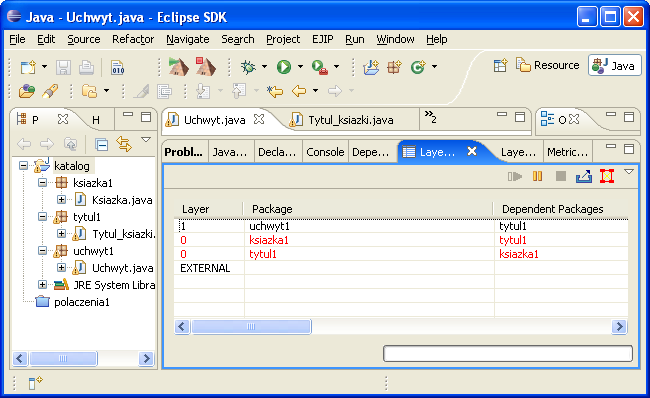 Java - Uchwyt.java - Eclipse SDK
File Edit Source Refactor Navigate Search Project EJIP Run Window Help
Resource Java
P H Uchwyt.java Tytul_ksiazki.java »2 O
Proble... Java... Decla... Console Depe... Laye... Laye... Metric...
katalog
ksiazka1
Ksiazka.java
tytul1
Tytul_ksiazki.
uchwyt1
Uchwyt.java
JRE System Libra
polaczenia1
Layer Package Dependent Packages
1 uchwyt1 tytul1
0 ksiazka1 tytul1
0 tytul1 ksiazka1
EXTERNAL